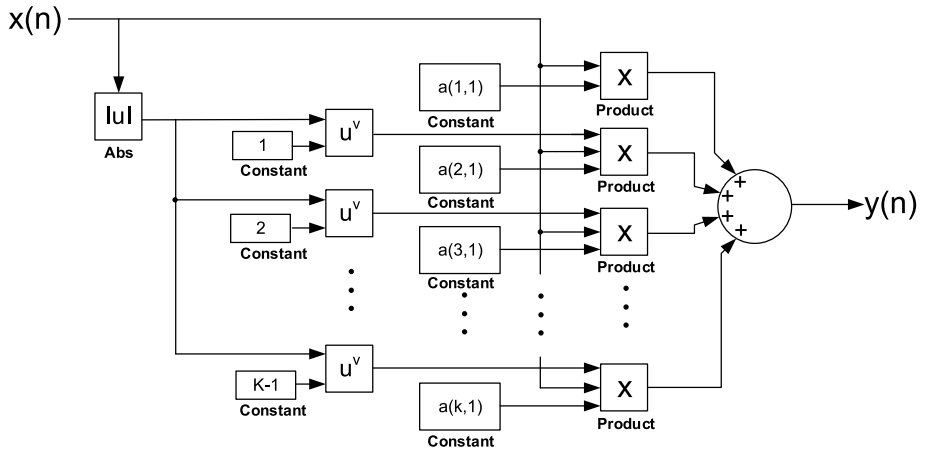 x(n)
|u|
Abs
1
Constant
u^v
a(1,1)
Constant
X
Product
2
Constant
u^v
a(2,1)
Constant
X
Product
a(3,1)
Constant
X
Product
K-1
Constant
u^v
a(k,1)
Constant
X
Product
+
+
+
+
y(n)